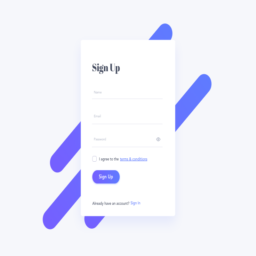 Sign Up
Name
Email
Password
I agree to the terms & conditions
Sign Up
Already have an account? Sign in